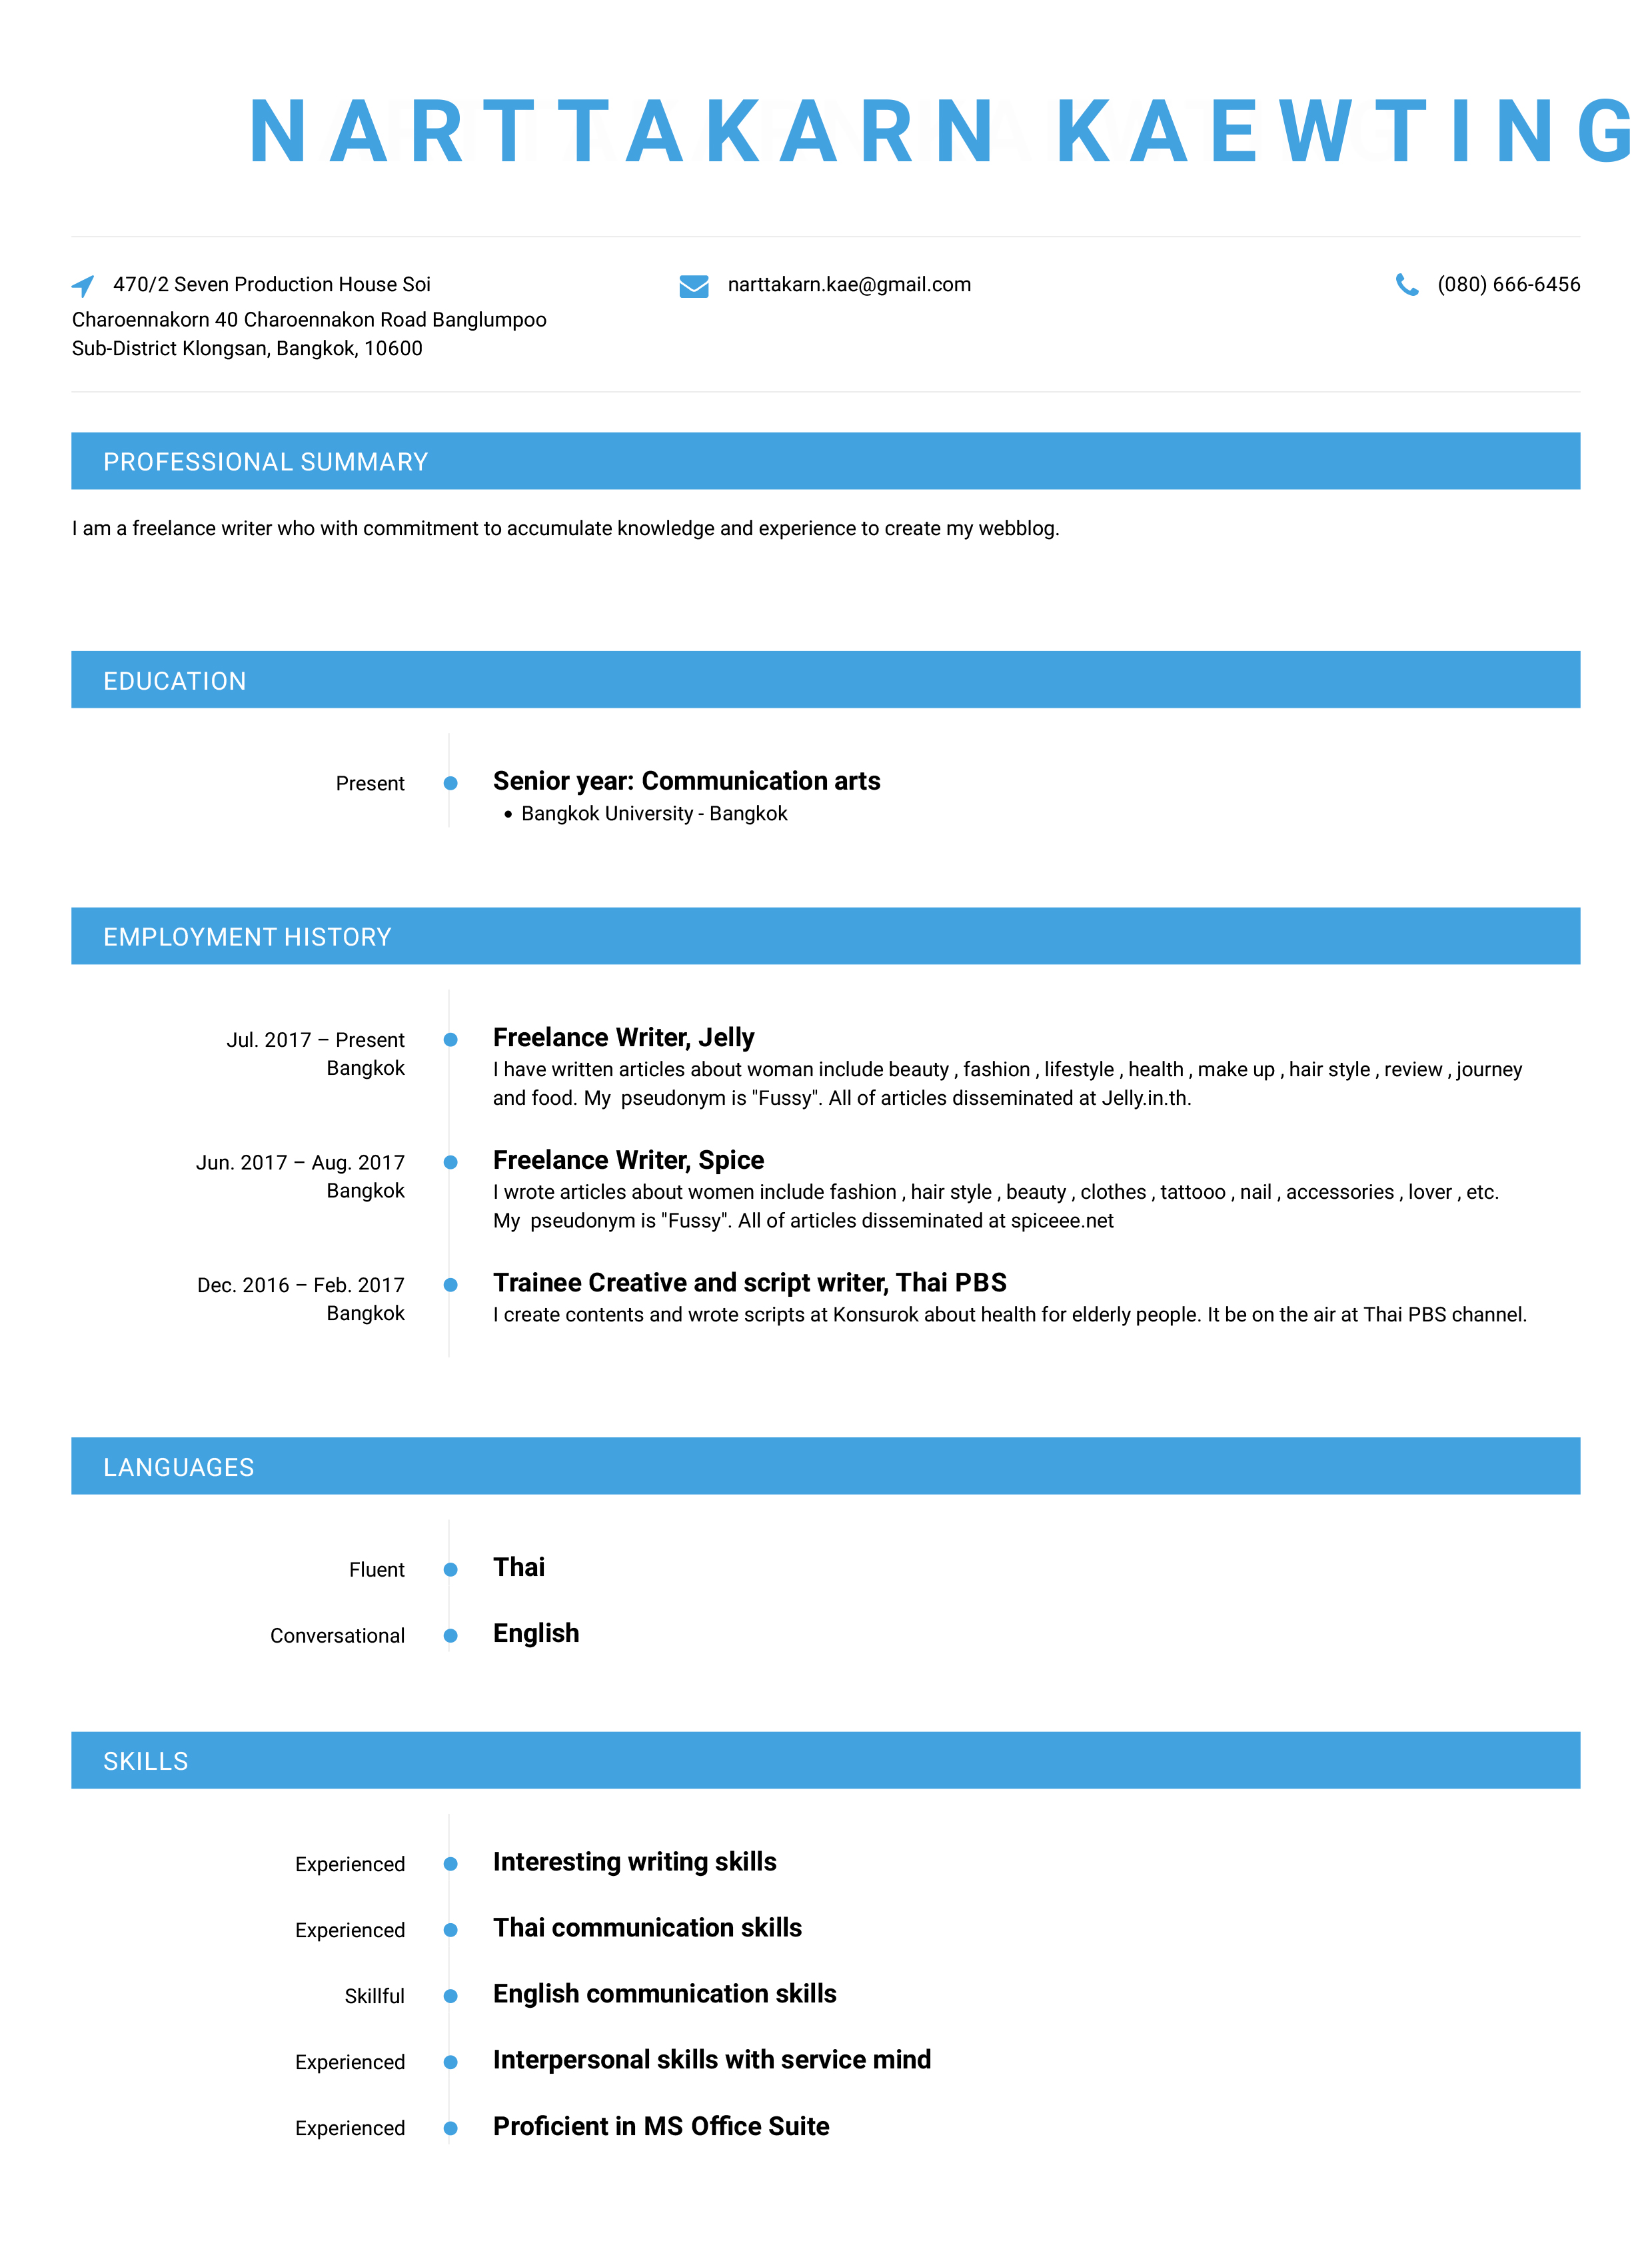 NARTTAKARN KAEWTING
470/2 Seven Production House Soi
Charoennakorn 40 Charoennakon Road Banglumpoo
Sub-District Klongsan, Bangkok, 10600
narttakarn.kae@gmail.com
(080) 666-6456
PROFESSIONAL SUMMARY
I am a freelance writer who with commitment to accumulate knowledge and experience to create my webblog.
EDUCATION
Present
Senior year: Communication arts
• Bangkok University - Bangkok
EMPLOYMENT HISTORY
Jul. 2017 – Present
Bangkok
Freelance Writer, Jelly
I have written articles about woman include beauty , fashion , lifestyle , health , make up , hair style , review , journey
and food. My  pseudonym is "Fussy". All of articles disseminated at Jelly.in.th.
Jun. 2017 – Aug. 2017
Bangkok
Freelance Writer, Spice
I wrote articles about women include fashion , hair style , beauty , clothes , tattooo , nail , accessories , lover , etc.
My  pseudonym is "Fussy". All of articles disseminated at spiceee.net
Dec. 2016 – Feb. 2017
Bangkok
Trainee Creative and script writer, Thai PBS
I create contents and wrote scripts at Konsurok about health for elderly people. It be on the air at Thai PBS channel.
LANGUAGES
Fluent
Thai
Conversational
English
SKILLS
Experienced
Interesting writing skills
Experienced
Thai communication skills
Skillful
English communication skills
Experienced
Interpersonal skills with service mind
Experienced
Proficient in MS Office Suite